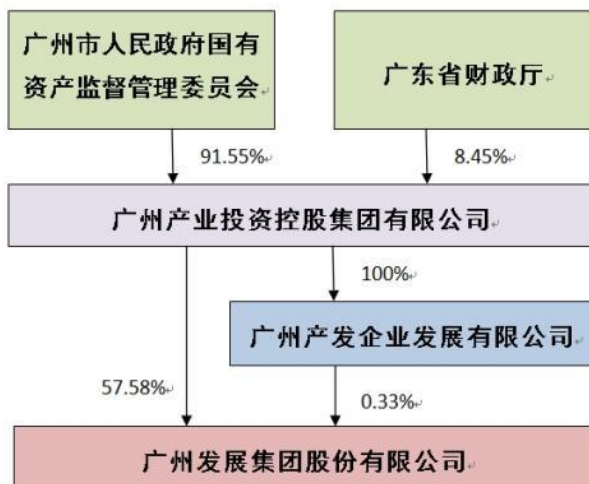 广州市人民政府国有
资产监督管理委员会
广东省财政厅
91.55%
8.45%
广州产业投资控股集团有限公司
100%
广州产发企业发展有限公司
57.58%
0.33%
广州发展集团股份有限公司